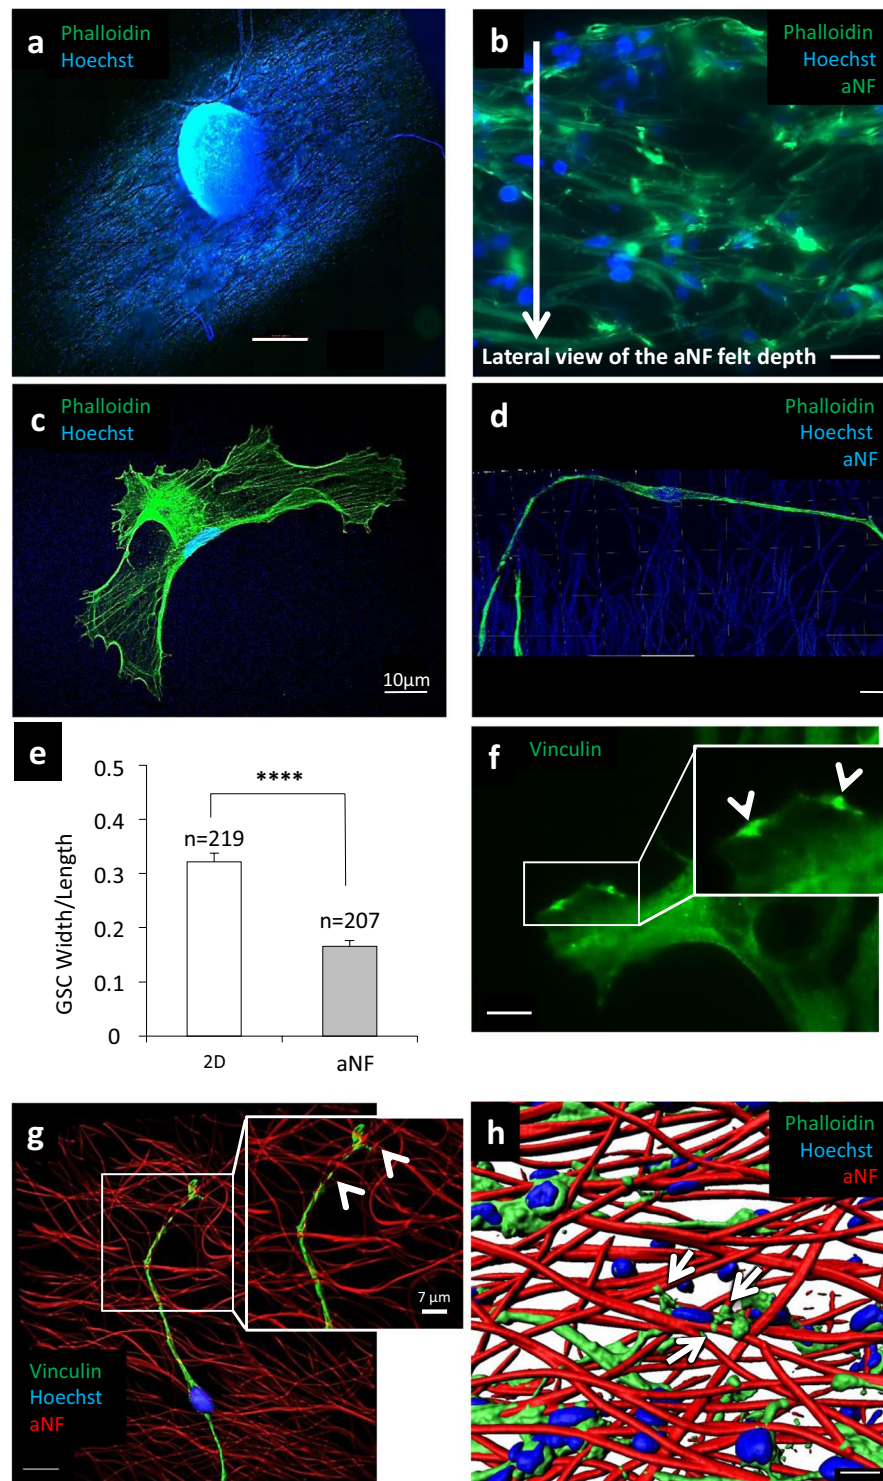 a
Phalloidin
Hoechst
b
Phalloidin
Hoechst
aNF
Lateral view of the aNF felt depth
c
Phalloidin
Hoechst
10μm
d
Phalloidin
Hoechst
aNF
e
0.5
0.4
0.3
0.2
0.1
0
GSC Width/Length
****
n=219
n=207
2D
aNF
f
Vinculin
g
7 μm
Vinculin
Hoechst
aNF
h
Phalloidin
Hoechst
aNF